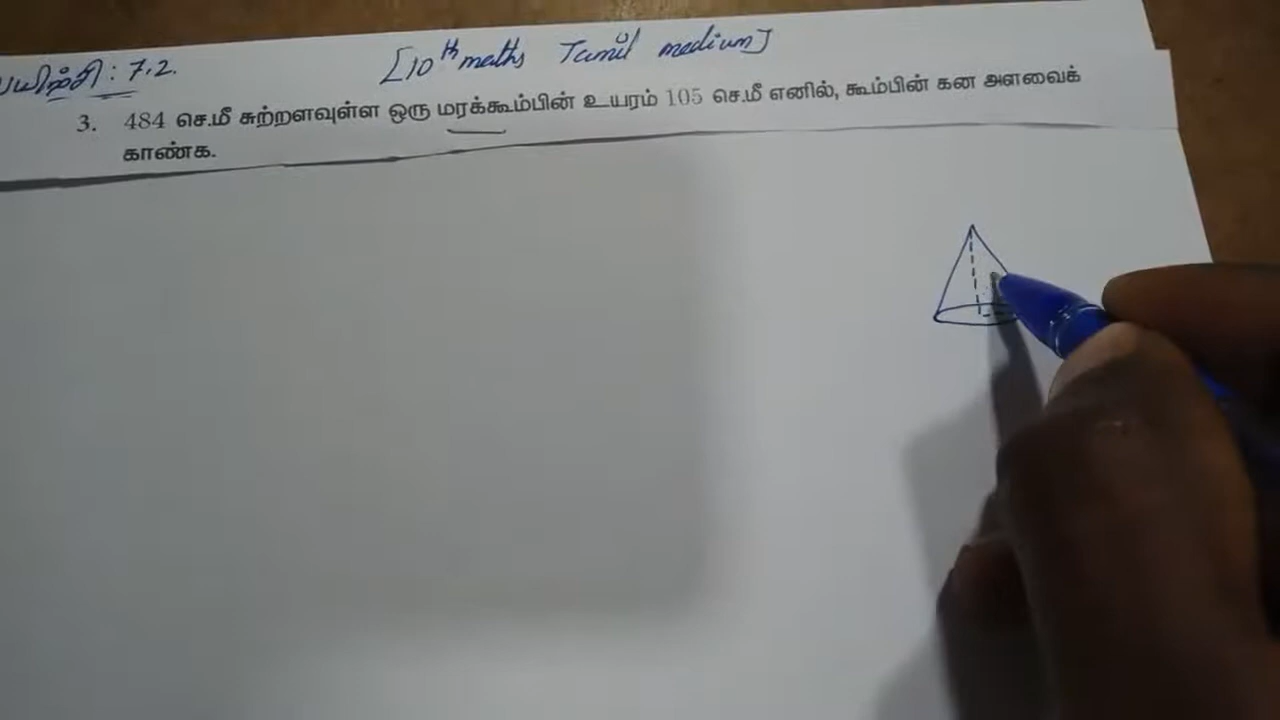 பயிற்சி : 7.2.
[10th maths Tamil medium]
3. 484 செ.மீ சுற்றளவுள்ள ஒரு மரக்கூம்பின் உயரம் 105 செ.மீ எனில், கூம்பின் கன அளவைக்
காண்க.